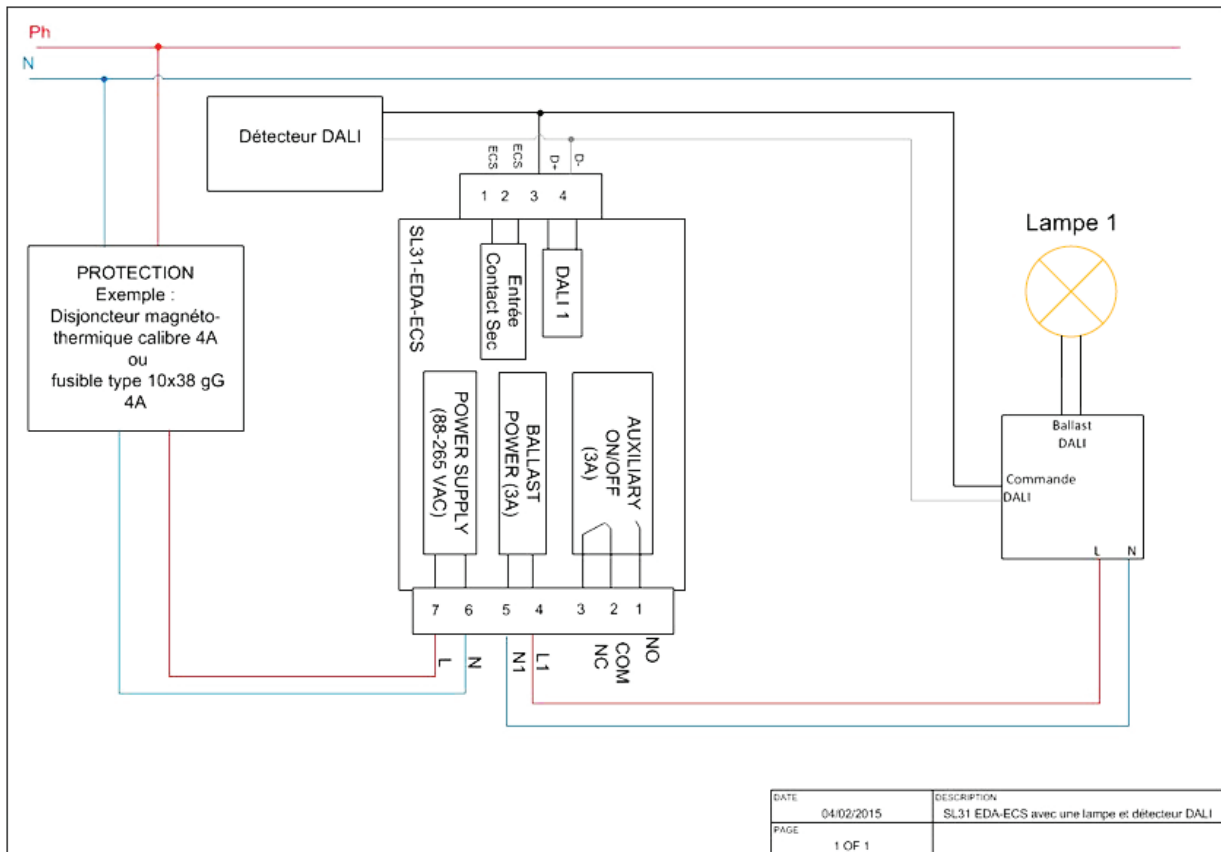 Ph
N
Détecteur DALI
ECS
ECS
D+
D-
1 2 3 4
SL31-EDA-ECS
Entrée
Contact Sec
DALI 1
Lampe 1
PROTECTION
Exemple :
Disjoncteur magnéto-
thermique calibre 4A
ou
fusible type 10x38 gG
4A
POWER SUPPLY
(88-265 VAC)
BALLAST
POWER (3A)
AUXILIARY
ON/OFF
(3A)
Ballast
DALI
Commande
DALI
L N
7 6 5 4 3 2 1
L
N
N1
L1
NC
COM
NO
DATE
04/02/2015
DESCRIPTION
SL31 EDA-ECS avec une lampe et détecteur DALI
PAGE
1 OF 1